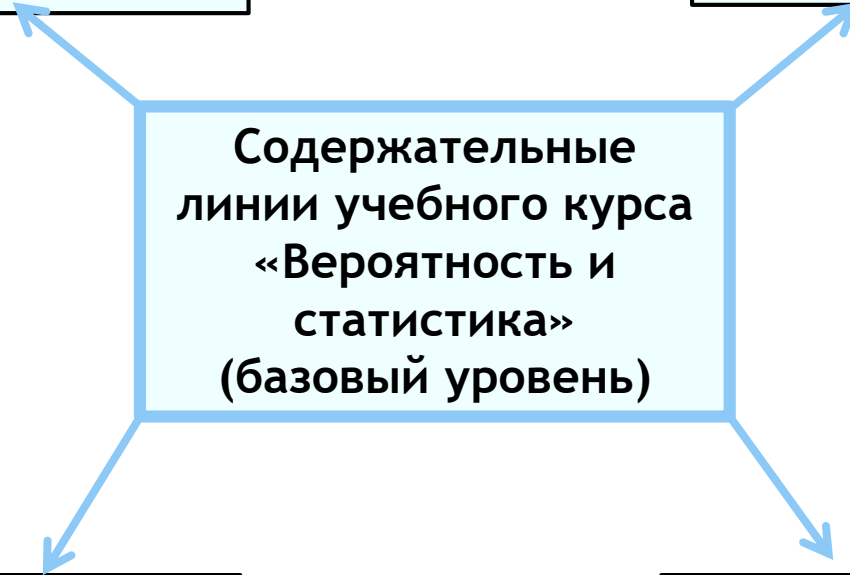 Содержательные
линии учебного курса
«Вероятность и
статистика»
(базовый уровень)